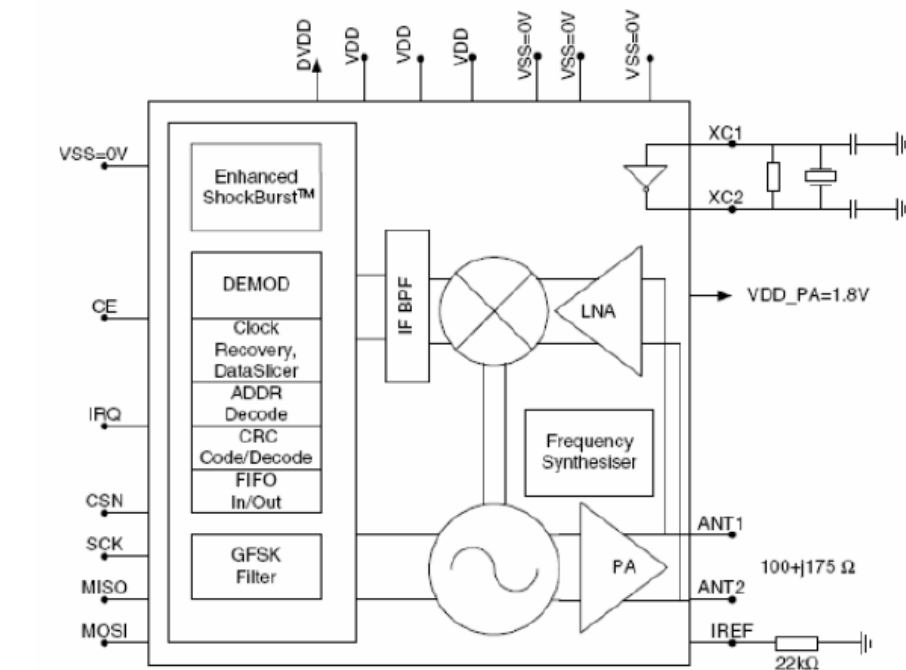 DVDD
VDD
VDD
VDD
VSS=0V
VSS=0V
VSS=0V
VSS=0V
Enhanced
ShockBurst™
XC1
XC2
DEMOD
IF BPF
LNA
VDD_PA=1.8V
CE
Clock
Recovery,
DataSlicer
ADDR
Decode
IRQ
CRC
Code/Decode
Frequency
Synthesiser
FIFO
In/Out
CSN
SCK
GFSK
Filter
PA
ANT1
100+j175 Ω
MISO
ANT2
MOSI
IREF
22kΩ